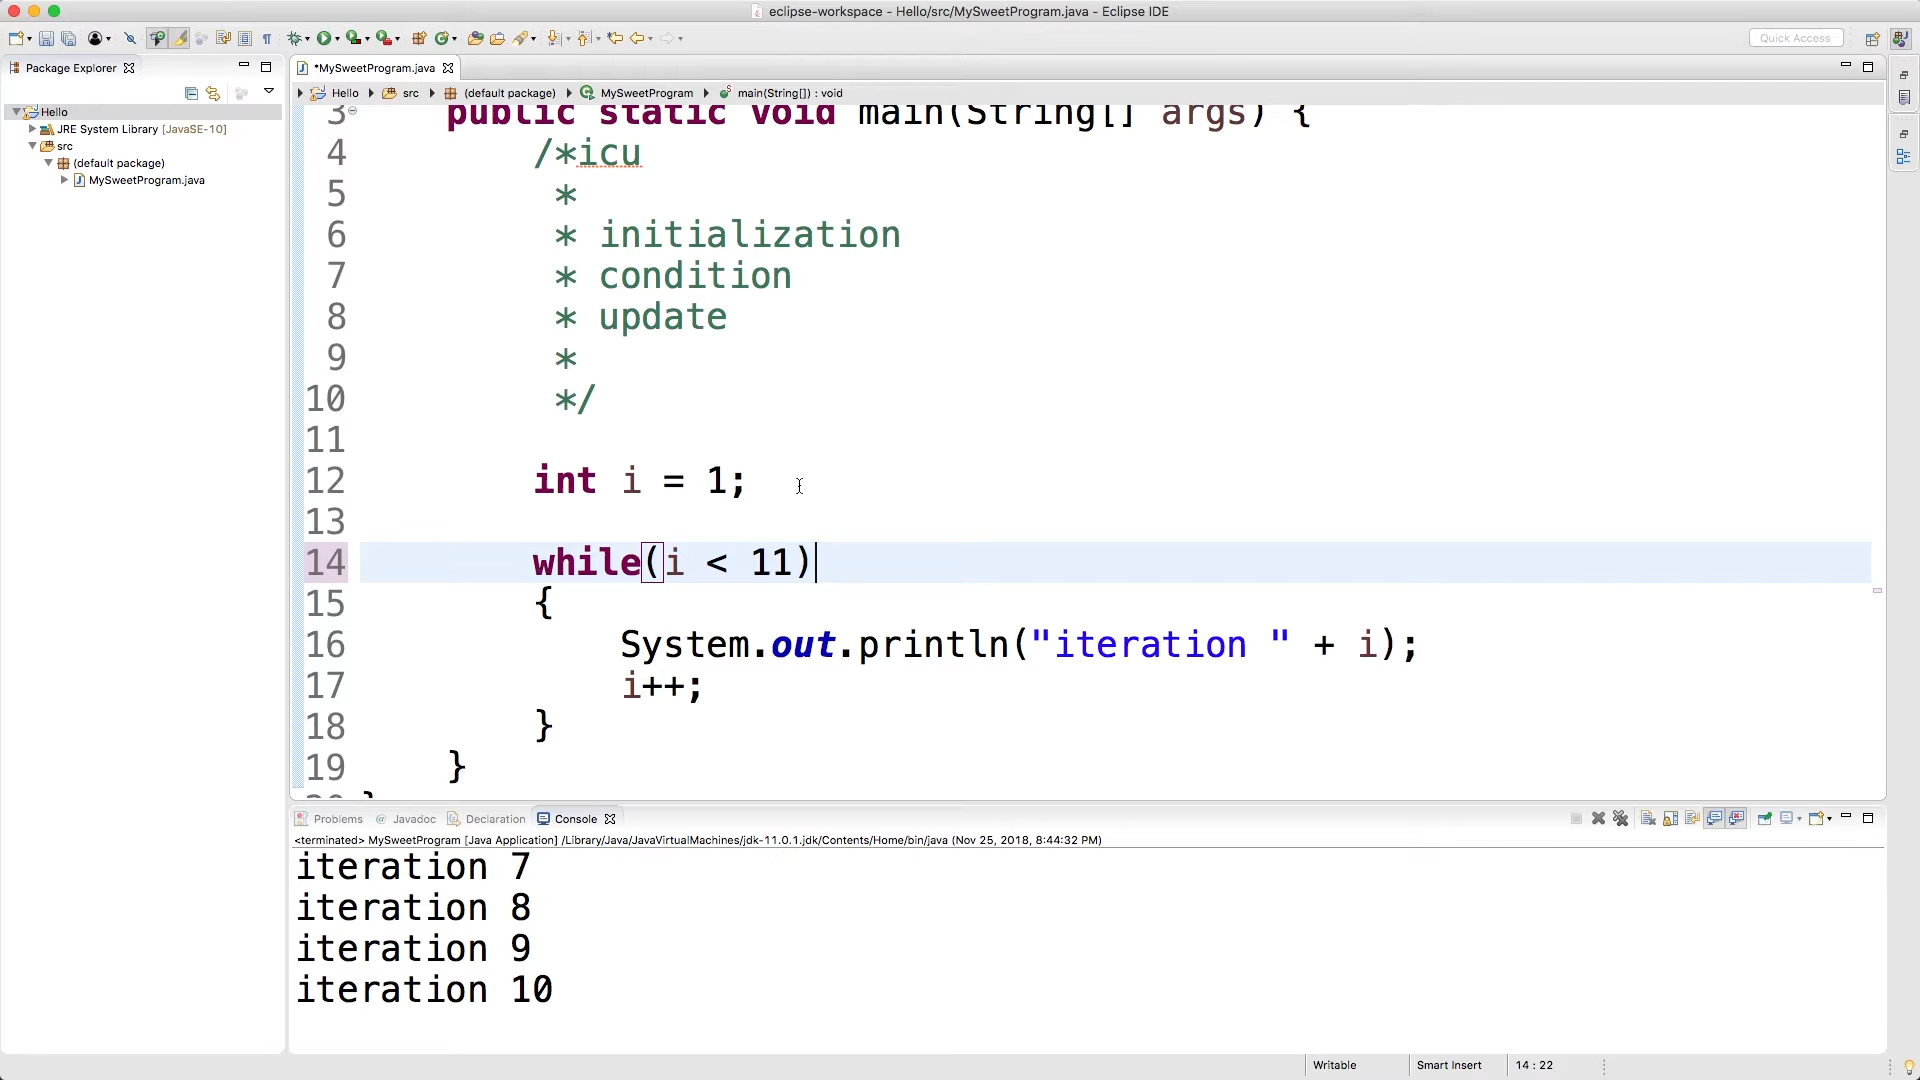 eclipse-workspace - Hello/src/MySweetProgram.java - Eclipse IDE
Quick Access
Package Explorer
*MySweetProgram.java
Hello
src
(default package)
MySweetProgram
main(String[]) : void
Hello
JRE System Library [JavaSE-10]
src
(default package)
MySweetProgram.java
3 public static void main(String[] args) {
4 /*icu
5 *
6 * initialization
7 * condition
8 * update
9 *
10 */
11
12 int i = 1;
13
14 while(i < 11)
15 {
16 System.out.println("iteration " + i);
17 i++;
18 }
19 }
Problems
@ Javadoc
Declaration
Console
<terminated> MySweetProgram [Java Application] /Library/Java/JavaVirtualMachines/jdk-11.0.1.jdk/Contents/Home/bin/java (Nov 25, 2018, 8:44:32 PM)
iteration 7
iteration 8
iteration 9
iteration 10
Writable
Smart Insert
14 : 22